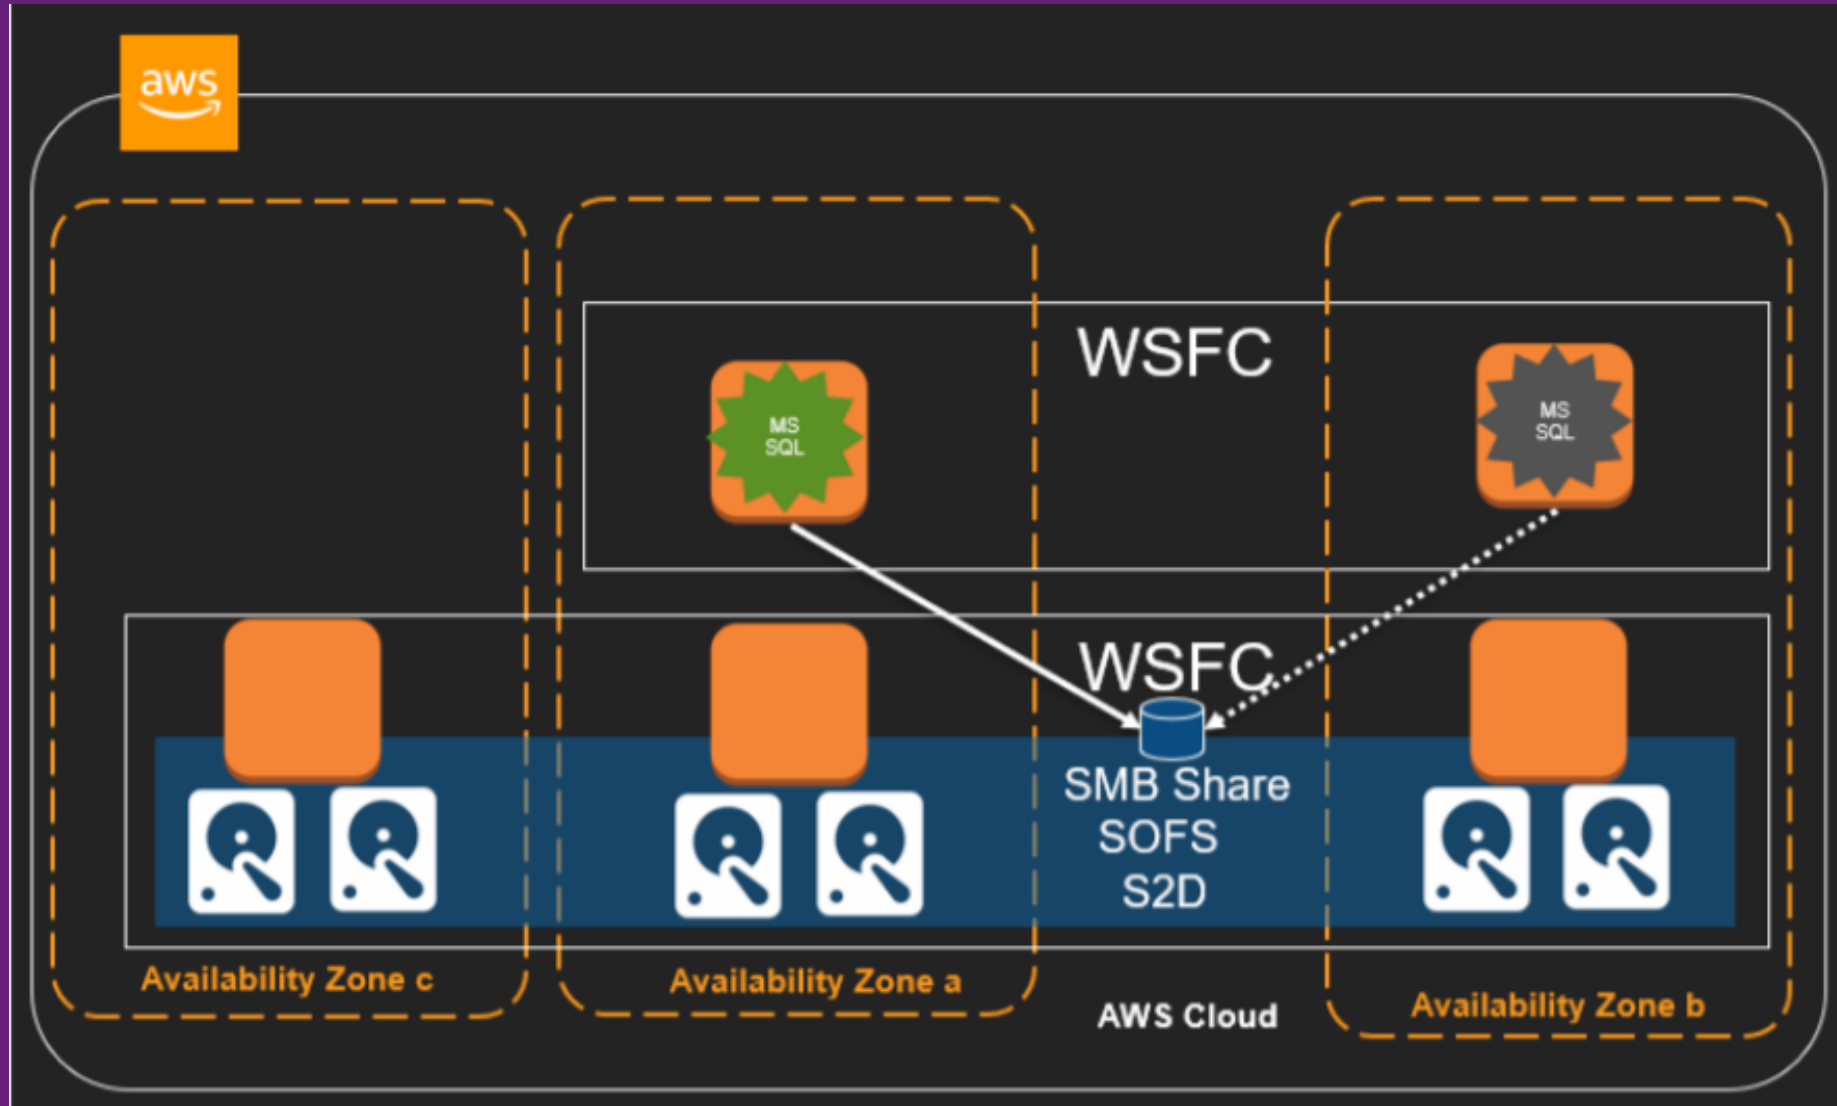 aws
WSFC
MS
SQL
MS
SQL
WSFC
SMB Share
SOFS
S2D
Availability Zone c
Availability Zone a
AWS Cloud
Availability Zone b